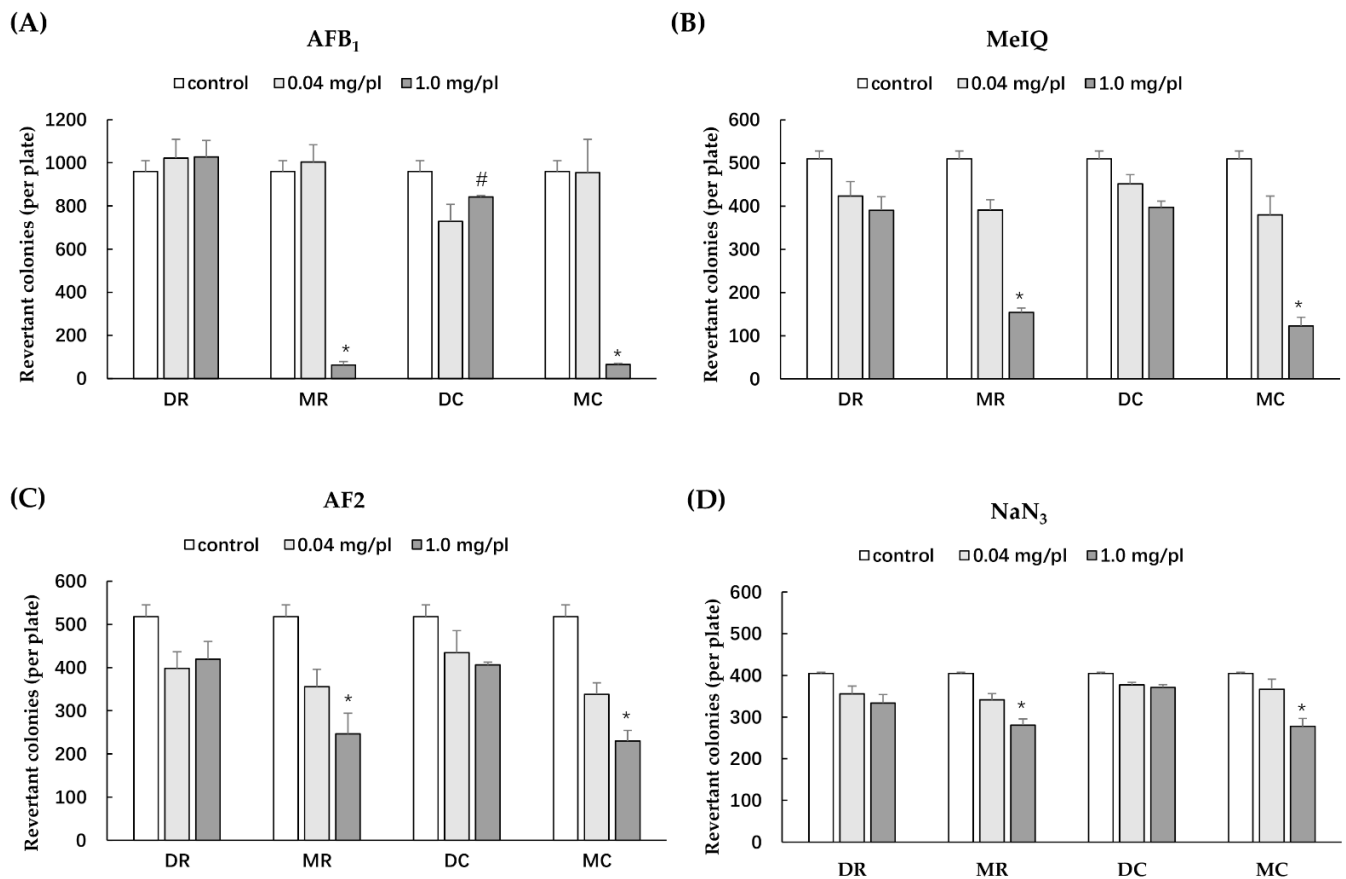 (A)
AFB1
control 0.04 mg/pl 1.0 mg/pl
Revertant colonies (per plate)
1200
1000
800
600
400
200
0
#
*
*
DR MR DC MC
(B)
MeIQ
control 0.04 mg/pl 1.0 mg/pl
Revertant colonies (per plate)
600
500
400
300
200
100
0
*
*
DR MR DC MC
(C)
AF2
control 0.04 mg/pl 1.0 mg/pl
Revertant colonies (per plate)
600
500
400
300
200
100
0
*
*
DR MR DC MC
(D)
NaN3
control 0.04 mg/pl 1.0 mg/pl
Revertant colonies (per plate)
600
500
400
300
200
100
0
*
*
DR MR DC MC